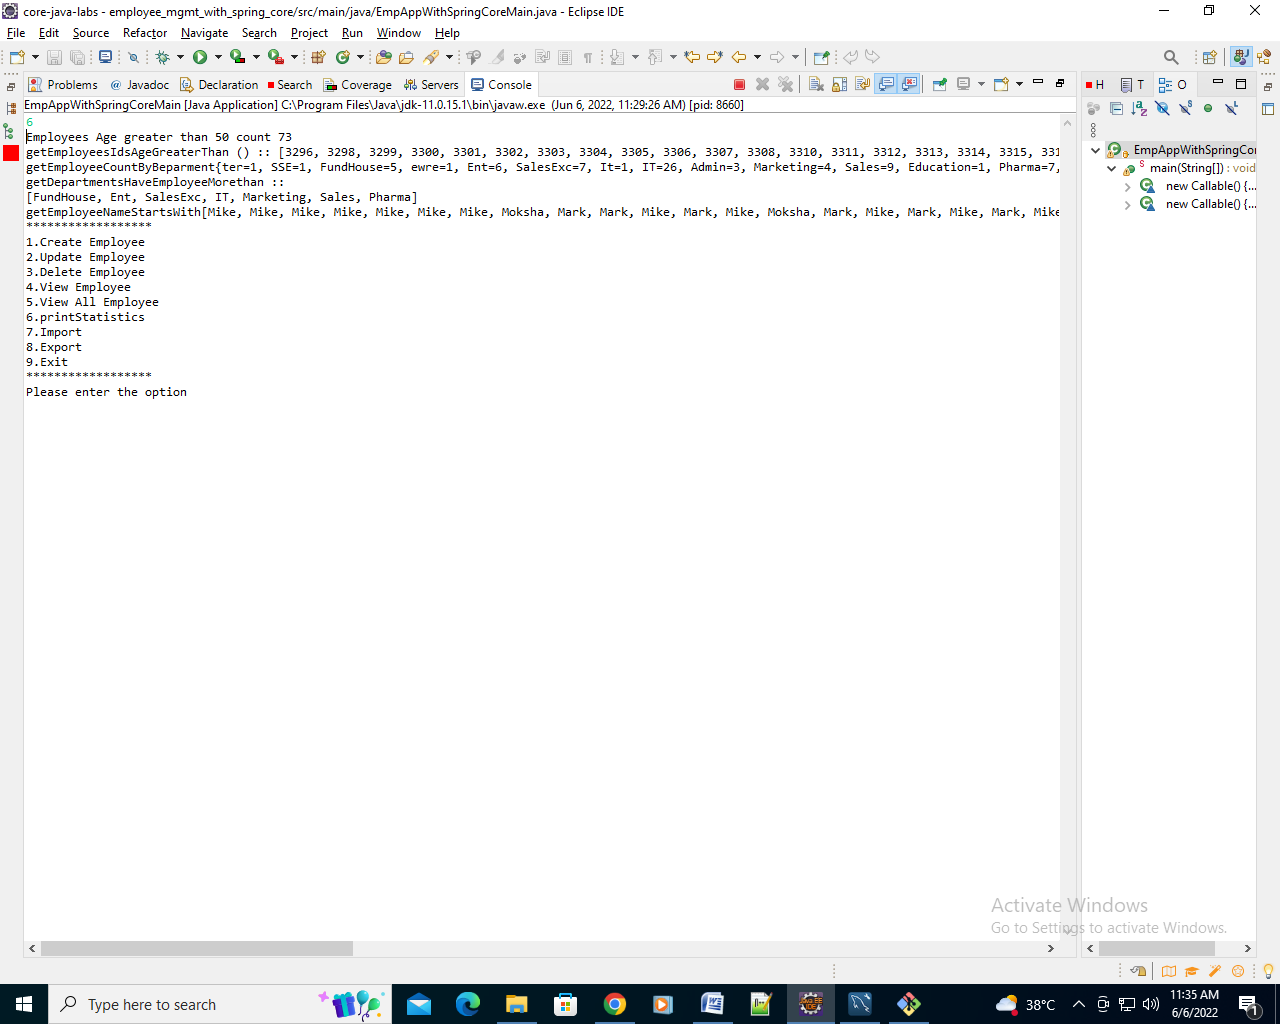 core-java-labs - employee_mgmt_with_spring_core/src/main/java/EmpAppWithSpringCoreMain.java - Eclipse IDE
File Edit Source Refactor Navigate Search Project Run Window Help
Problems @ Javadoc Declaration Search Coverage Servers Console
H T O
EmpAppWithSpringCoreMain [Java Application] C:\Program Files\Java\jdk-11.0.15.1\bin\javaw.exe (Jun 6, 2022, 11:29:26 AM) [pid: 8660]
6
Employees Age greater than 50 count 73
getEmployeesIdsAgeGreaterThan () :: [3296, 3298, 3299, 3300, 3301, 3302, 3303, 3304, 3305, 3306, 3307, 3308, 3310, 3311, 3312, 3313, 3314, 3315, 331
getEmployeeCountByBeparment{ter=1, SSE=1, FundHouse=5, ewre=1, Ent=6, SalesExc=7, It=1, IT=26, Admin=3, Marketing=4, Sales=9, Education=1, Pharma=7,
getDepartmentsHaveEmployeeMorethan ::
[FundHouse, Ent, SalesExc, IT, Marketing, Sales, Pharma]
getEmployeeNameStartsWith[Mike, Mike, Mike, Mike, Mike, Mike, Mike, Moksha, Mark, Mark, Mike, Mark, Mike, Moksha, Mark, Mike, Mark, Mike, Mark, Mike
******************
1.Create Employee
2.Update Employee
3.Delete Employee
4.View Employee
5.View All Employee
6.printStatistics
7.Import
8.Export
9.Exit
******************
Please enter the option
EmpAppWithSpringCor
main(String[]) : void
new Callable() {...
new Callable() {...
Activate Windows
Go to Settings to activate Windows.
Type here to search
38°C
11:35 AM
6/6/2022
1